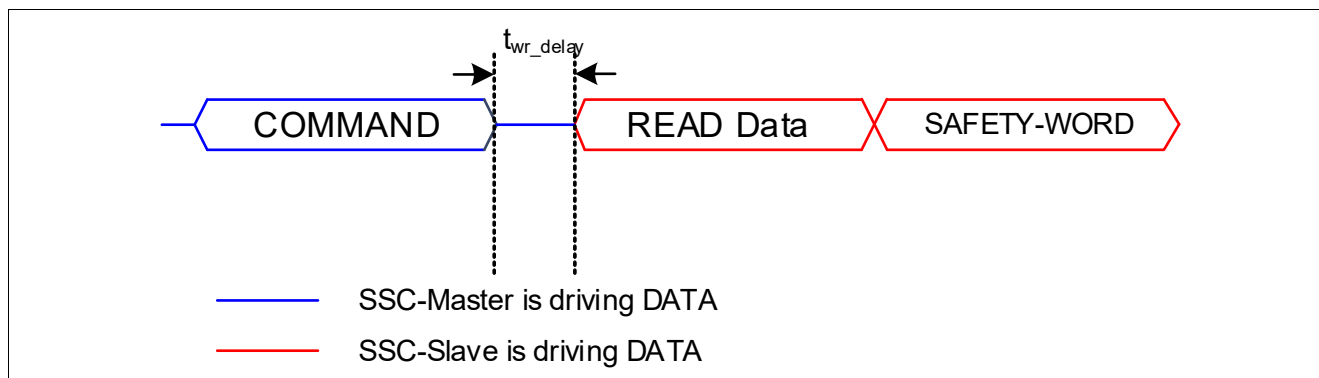 twr_delay
COMMAND READ Data SAFETY-WORD
SSC-Master is driving DATA
SSC-Slave is driving DATA